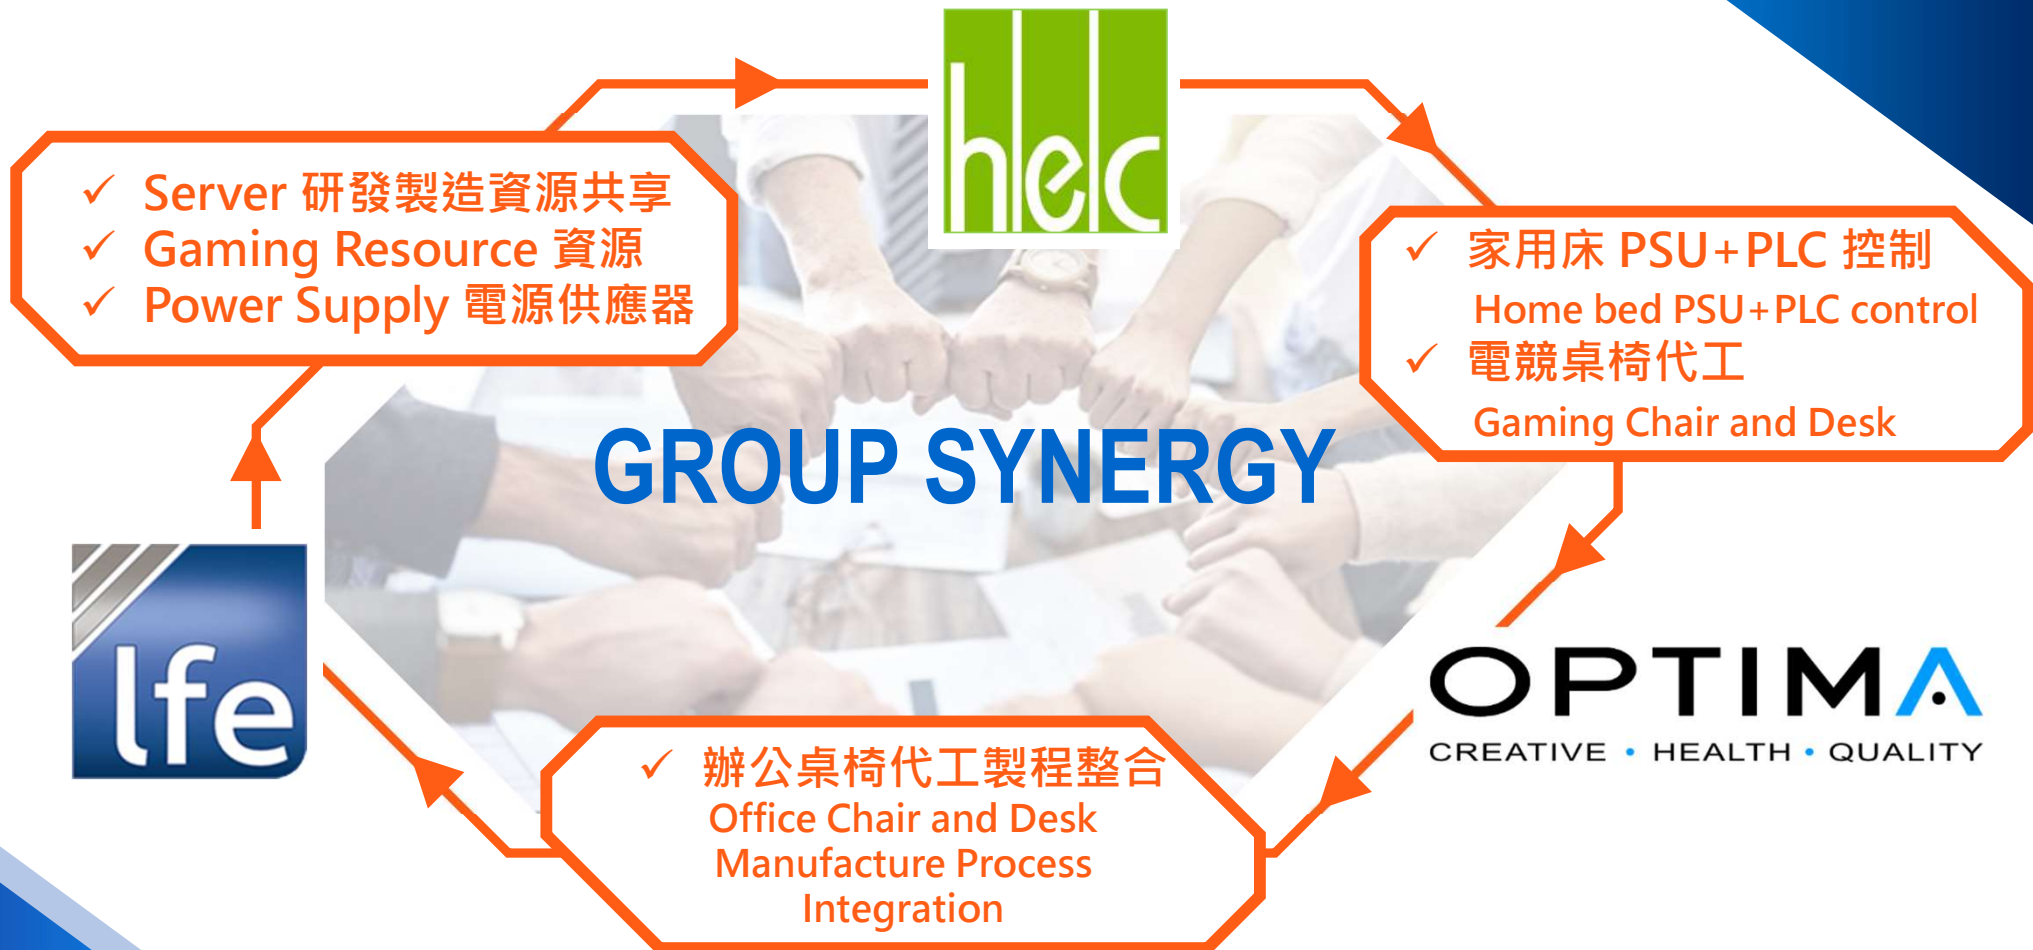 helc
✓ Server 研發製造資源共享
✓ Gaming Resource 資源
✓ Power Supply 電源供應器
✓ 家用床 PSU+PLC 控制
Home bed PSU+PLC control
✓ 電競桌椅代工
Gaming Chair and Desk
GROUP SYNERGY
lfe
OPTIMA
CREATIVE • HEALTH • QUALITY
✓ 辦公桌椅代工製程整合
Office Chair and Desk
Manufacture Process
Integration